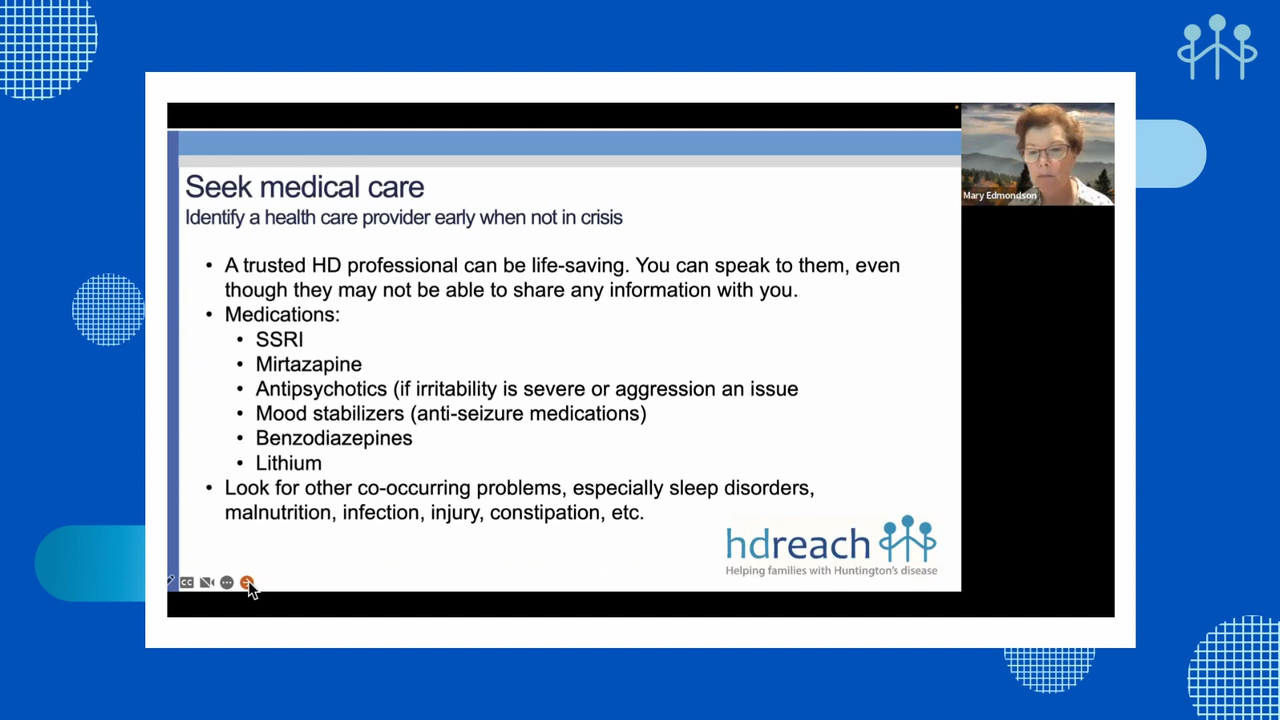 Seek medical care
Identify a health care provider early when not in crisis
• A trusted HD professional can be life-saving. You can speak to them, even
though they may not be able to share any information with you.
• Medications:
• SSRI
• Mirtazapine
• Antipsychotics (if irritability is severe or aggression an issue
• Mood stabilizers (anti-seizure medications)
• Benzodiazepines
• Lithium
• Look for other co-occurring problems, especially sleep disorders,
malnutrition, infection, injury, constipation, etc.
hdreach
Helping families with Huntington's disease
CC
Mary Edmondson